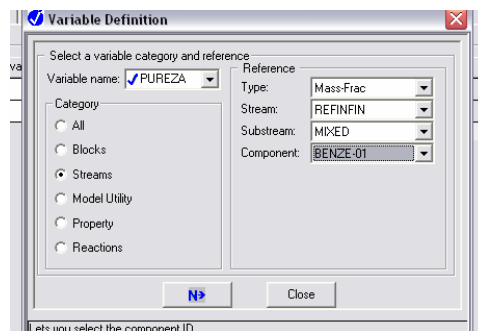 Variable Definition
Select a variable category and reference
Variable name: PUREZA
Category
All
Blocks
Streams
Model Utility
Property
Reactions
Reference
Type: Mass-Frac
Stream: REFINFIN
Substream: MIXED
Component: BENZE-01
N>
Close
Lets you select the component ID
va